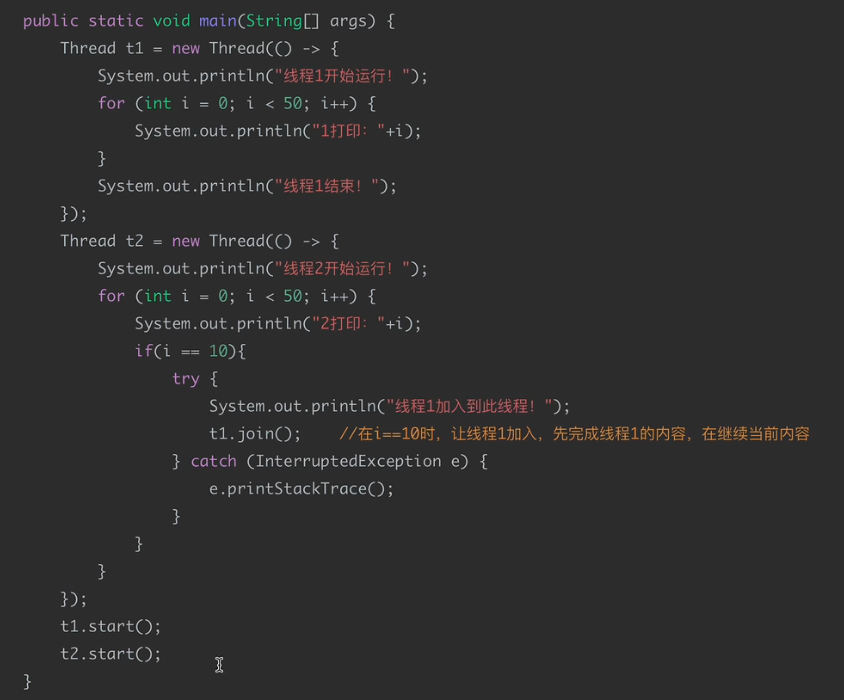 public static void main(String[] args) {
    Thread t1 = new Thread(() -> {
        System.out.println("线程1开始运行！");
        for (int i = 0; i < 50; i++) {
            System.out.println("1打印："+i);
        }
        System.out.println("线程1结束！");
    });
    Thread t2 = new Thread(() -> {
        System.out.println("线程2开始运行！");
        for (int i = 0; i < 50; i++) {
            System.out.println("2打印："+i);
            if(i == 10){
                try {
                    System.out.println("线程1加入到此线程！");
                    t1.join();    //在i==10时，让线程1加入，先完成线程1的内容，在继续当前内容
                } catch (InterruptedException e) {
                    e.printStackTrace();
                }
            }
        }
    });
    t1.start();
    t2.start();
}